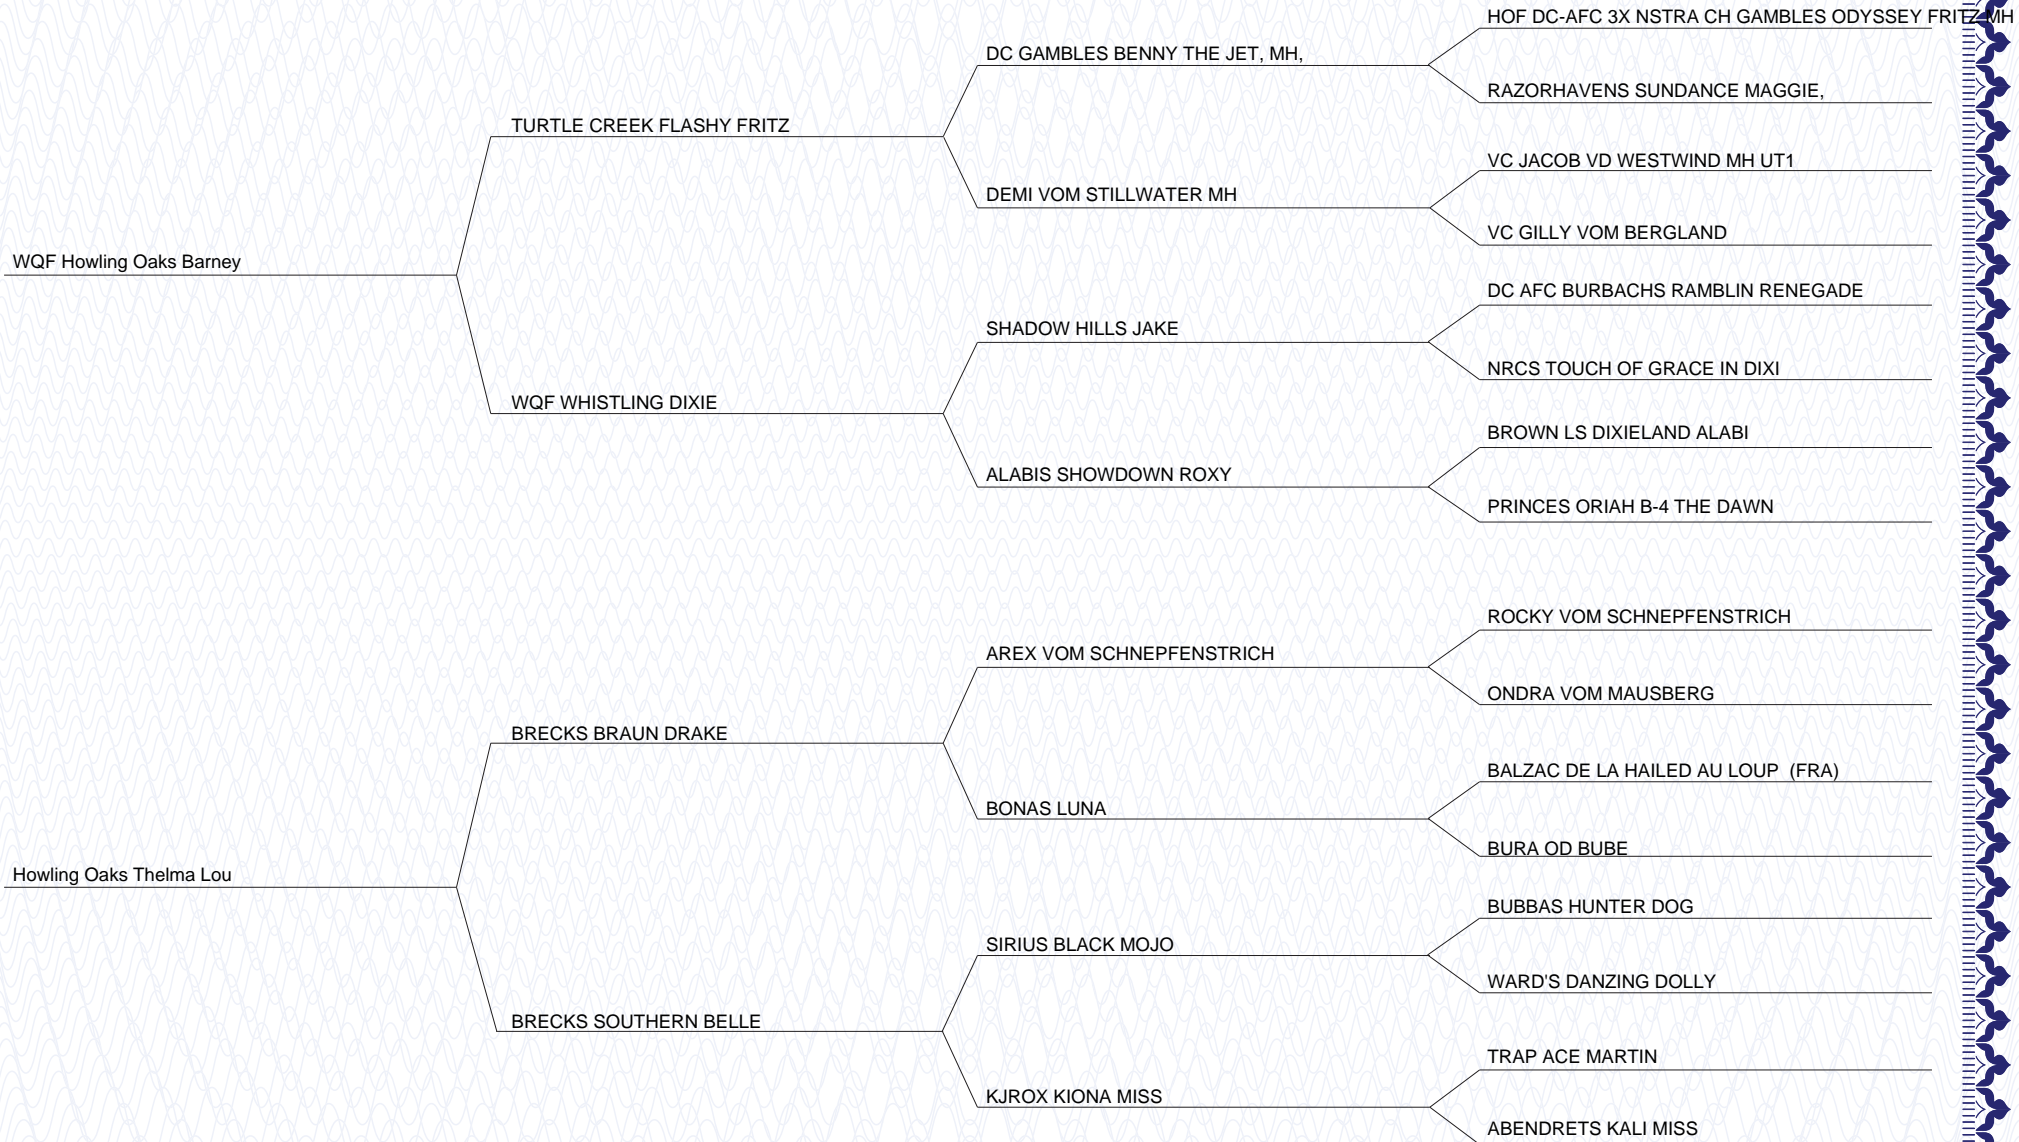 HOF DC-AFC 3X NSTRA CH GAMBLES ODYSSEY FRITZ MH
DC GAMBLES BENNY THE JET, MH,
RAZORHAVENS SUNDANCE MAGGIE,
TURTLE CREEK FLASHY FRITZ
VC JACOB VD WESTWIND MH UT1
DEMI VOM STILLWATER MH
VC GILLY VOM BERGLAND
WQF Howling Oaks Barney
DC AFC BURBACHS RAMBLIN RENEGADE
SHADOW HILLS JAKE
NRCS TOUCH OF GRACE IN DIXI
WQF WHISTLING DIXIE
BROWN LS DIXIELAND ALABI
ALABIS SHOWDOWN ROXY
PRINCES ORIAH B-4 THE DAWN
ROCKY VOM SCHNEPFENSTRICH
AREX VOM SCHNEPFENSTRICH
ONDRA VOM MAUSBERG
BRECKS BRAUN DRAKE
BALZAC DE LA HAILED AU LOUP  (FRA)
BONAS LUNA
BURA OD BUBE
Howling Oaks Thelma Lou
BUBBAS HUNTER DOG
SIRIUS BLACK MOJO
WARD'S DANZING DOLLY
BRECKS SOUTHERN BELLE
TRAP ACE MARTIN
KJROX KIONA MISS
ABENDRETS KALI MISS